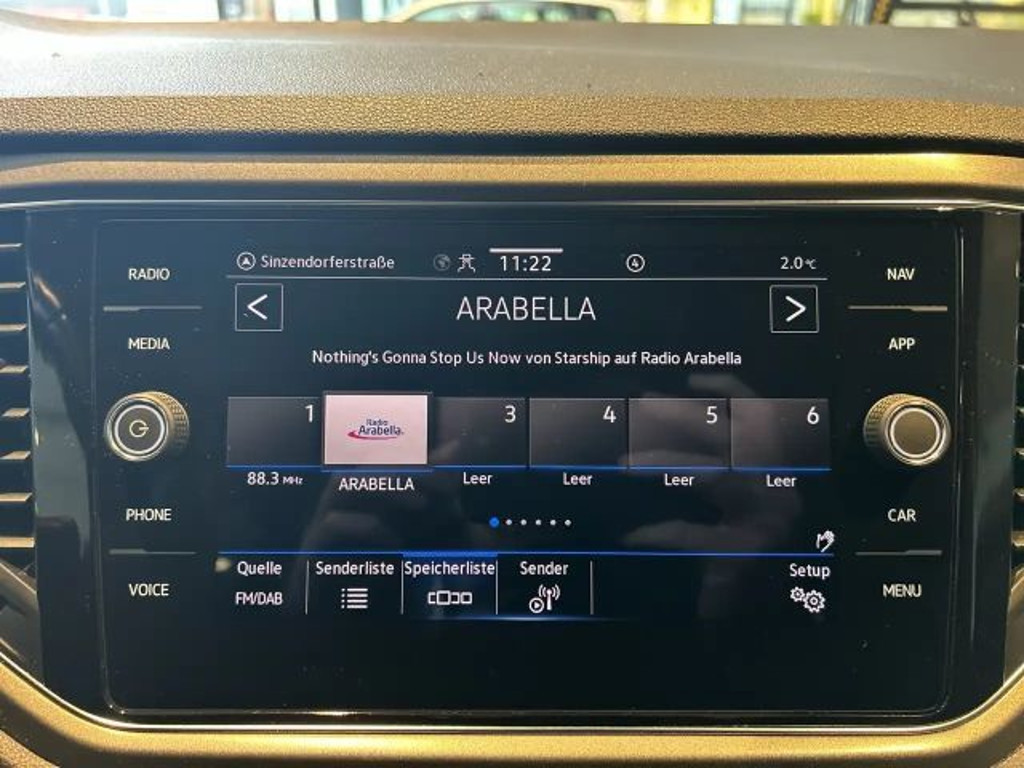 RADIO
MEDIA
PHONE
VOICE
Sinzendorferstraße
11:22
4
2.0°C
<
ARABELLA
>
Nothing's Gonna Stop Us Now von Starship auf Radio Arabella
1
Radio
Arabella
3
4
5
6
88.3 MHz
ARABELLA
Leer
Leer
Leer
Leer
Quelle
FM/DAB
Senderliste
Speicherliste
Sender
Setup
NAV
APP
CAR
MENU